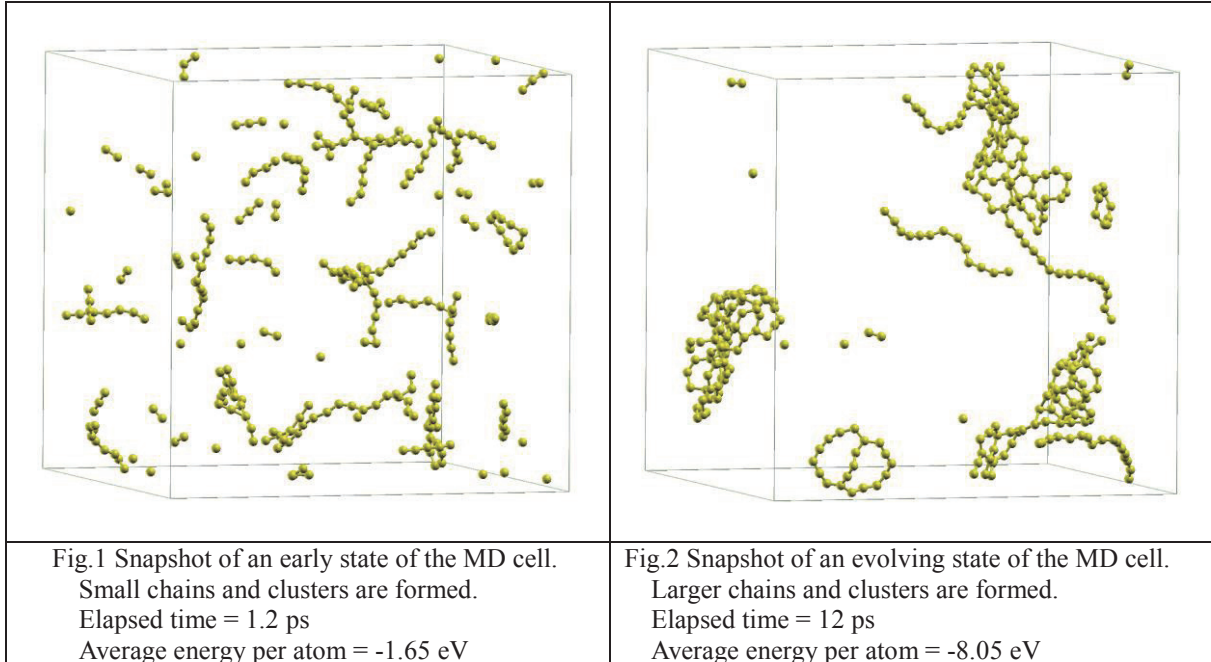 Fig.1 Snapshot of an early state of the MD cell.
Small chains and clusters are formed.
Elapsed time = 1.2 ps
Average energy per atom = -1.65 eV
Fig.2 Snapshot of an evolving state of the MD cell.
Larger chains and clusters are formed.
Elapsed time = 12 ps
Average energy per atom = -8.05 eV